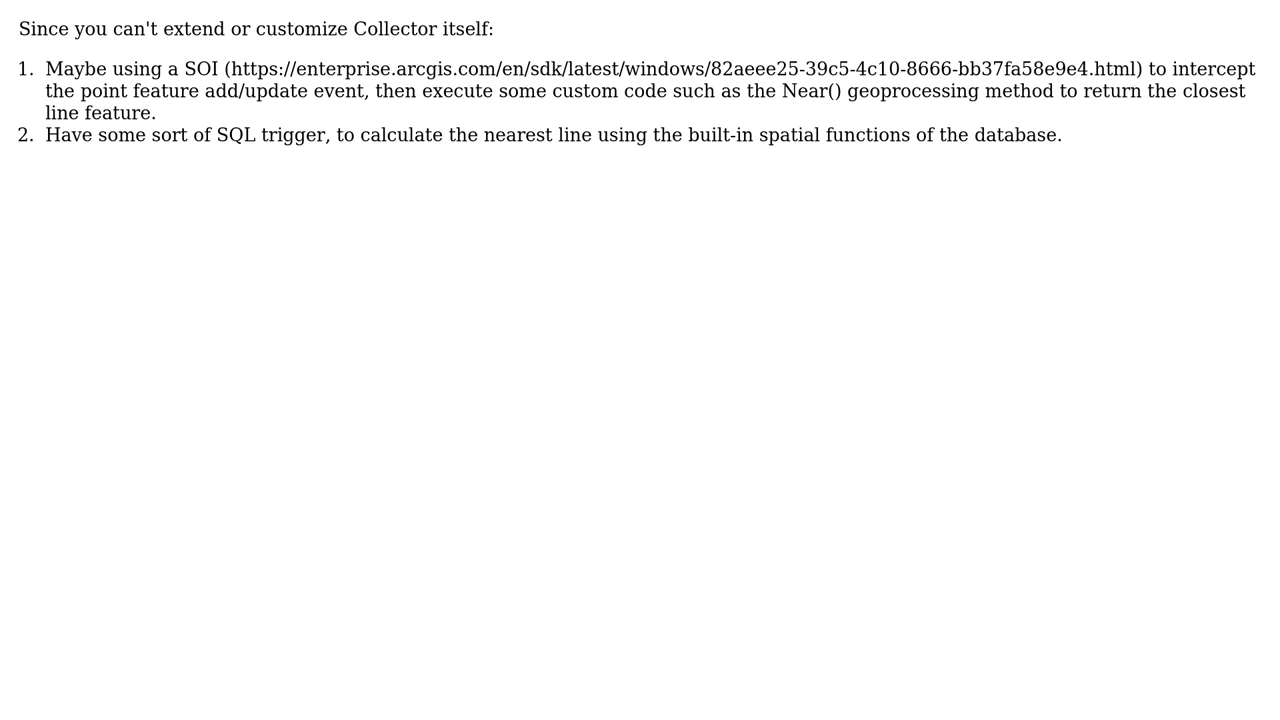 Since you can't extend or customize Collector itself:
1. Maybe using a SOI (https://enterprise.arcgis.com/en/sdk/latest/windows/82aeee25-39c5-4c10-8666-bb37fa58e9e4.html) to intercept
the point feature add/update event, then execute some custom code such as the Near() geoprocessing method to return the closest
line feature.
2. Have some sort of SQL trigger, to calculate the nearest line using the built-in spatial functions of the database.